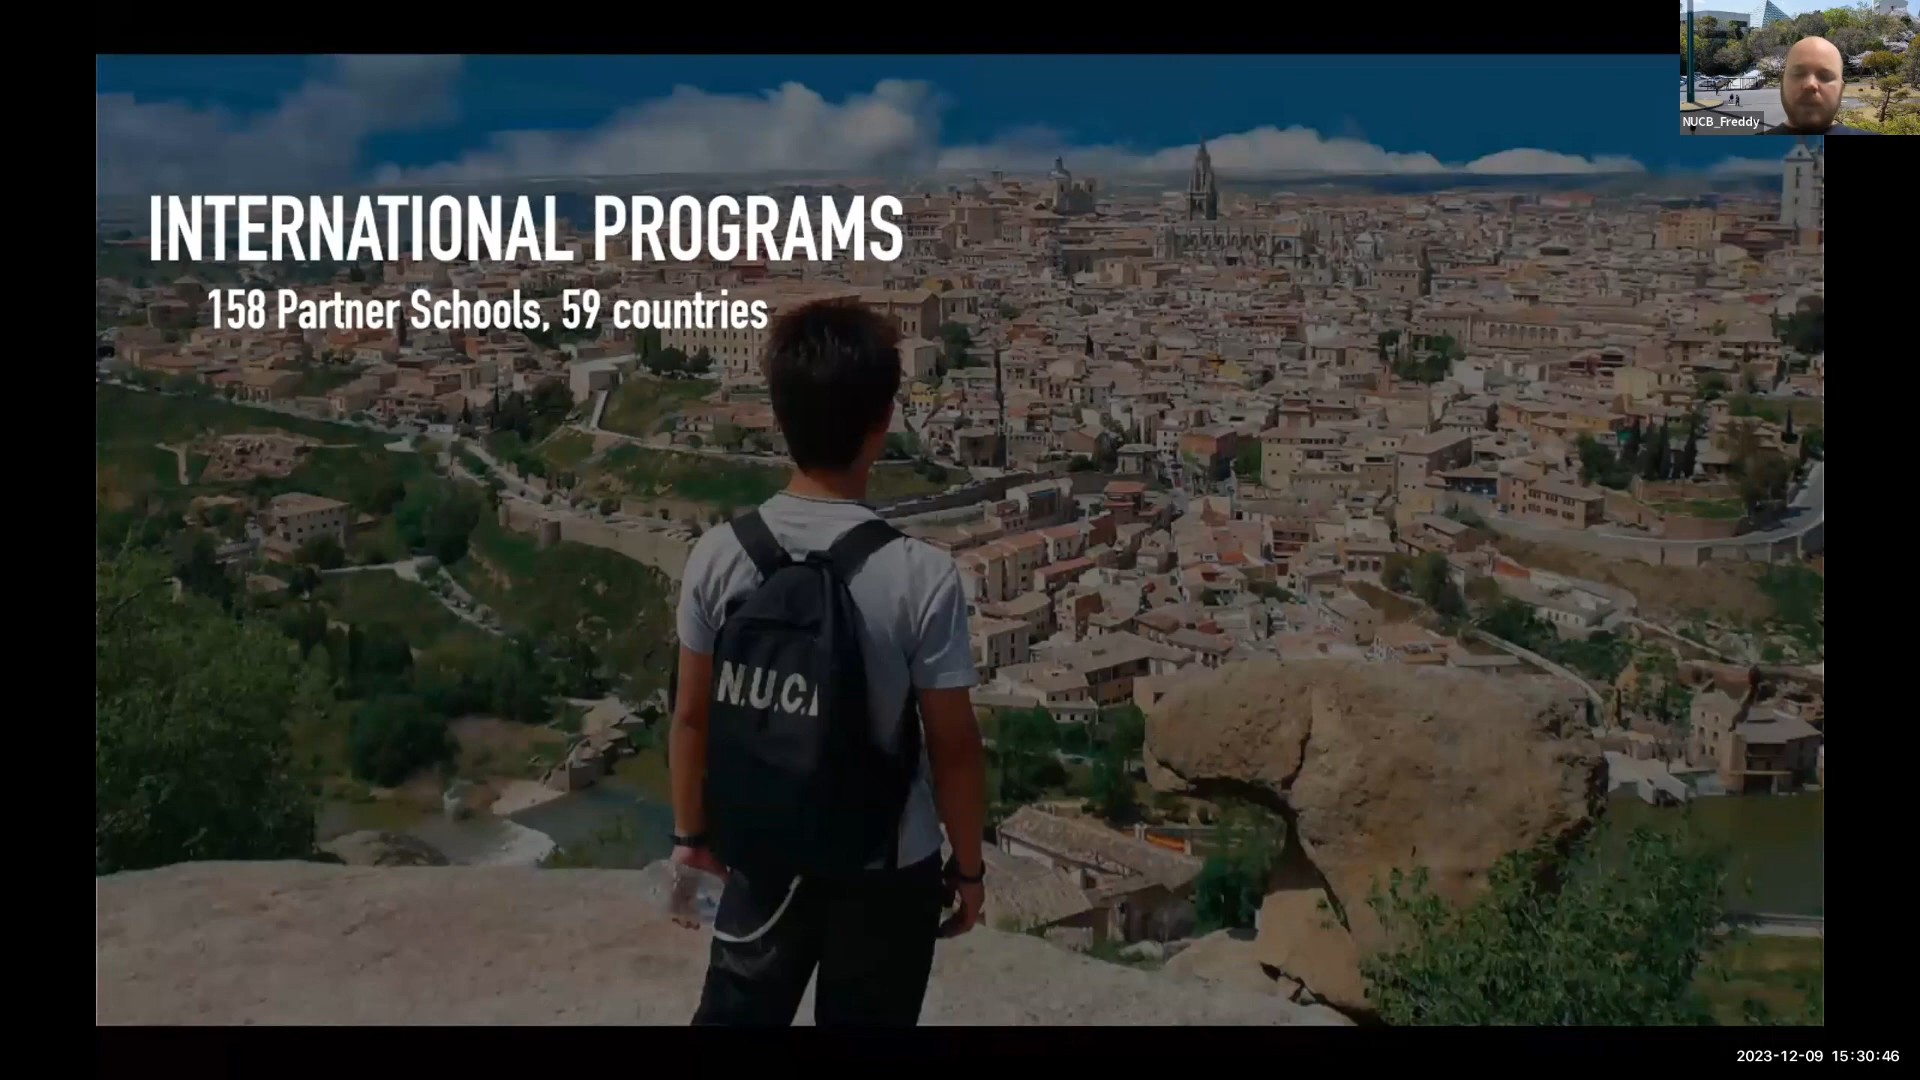 NUCB_Freddy
INTERNATIONAL PROGRAMS
158 Partner Schools, 59 countries
N.U.C.
2023-12-09 15:30:46